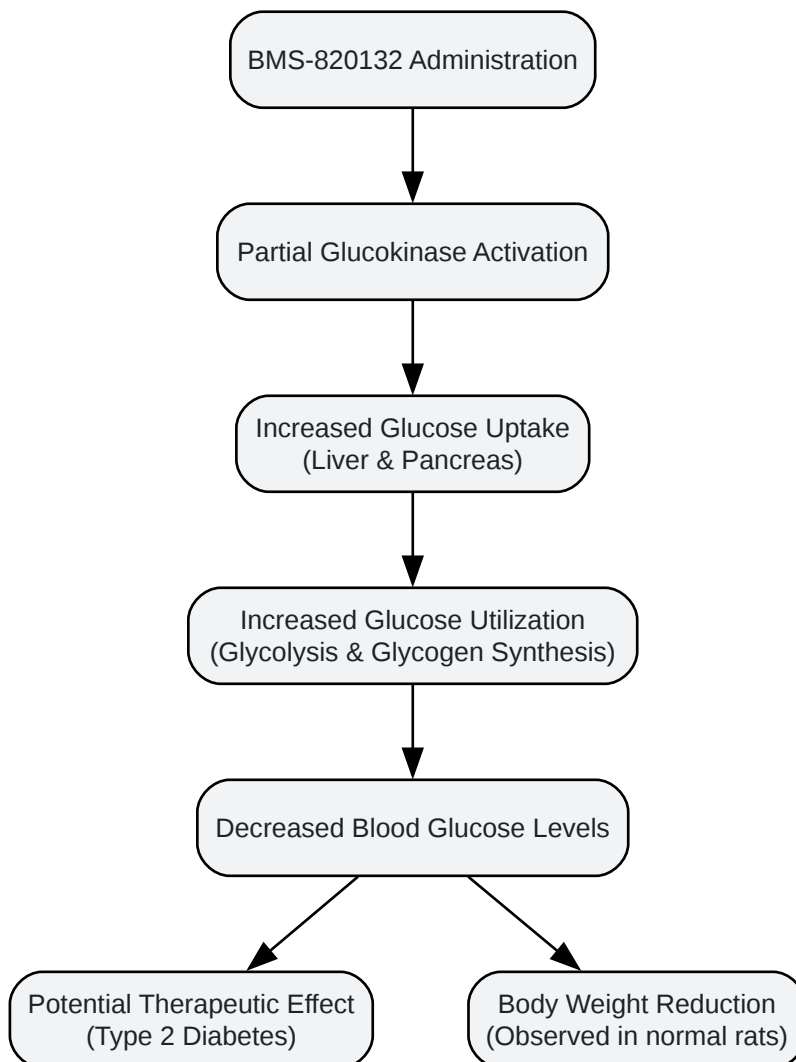 BMS-820132 Administration
Partial Glucokinase Activation
Increased Glucose Uptake
(Liver & Pancreas)
Increased Glucose Utilization
(Glycolysis & Glycogen Synthesis)
Decreased Blood Glucose Levels
Potential Therapeutic Effect
(Type 2 Diabetes)
Body Weight Reduction
(Observed in normal rats)